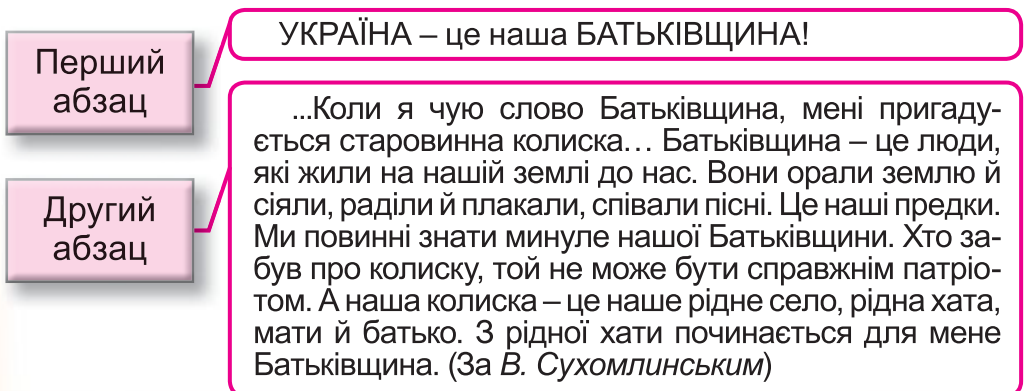 Перший
абзац
УКРАЇНА – це наша БАТЬКІВЩИНА!
Другий
абзац
...Коли я чую слово Батьківщина, мені пригаду-
ється старовинна колиска… Батьківщина – це люди,
які жили на нашій землі до нас. Вони орали землю й
сіяли, раділи й плакали, співали пісні. Це наші предки.
Ми повинні знати минуле нашої Батьківщини. Хто за-
був про колиску, той не може бути справжнім патріо-
том. А наша колиска – це наше рідне село, рідна хата,
мати й батько. З рідної хати починається для мене
Батьківщина. (За В. Сухомлинським)